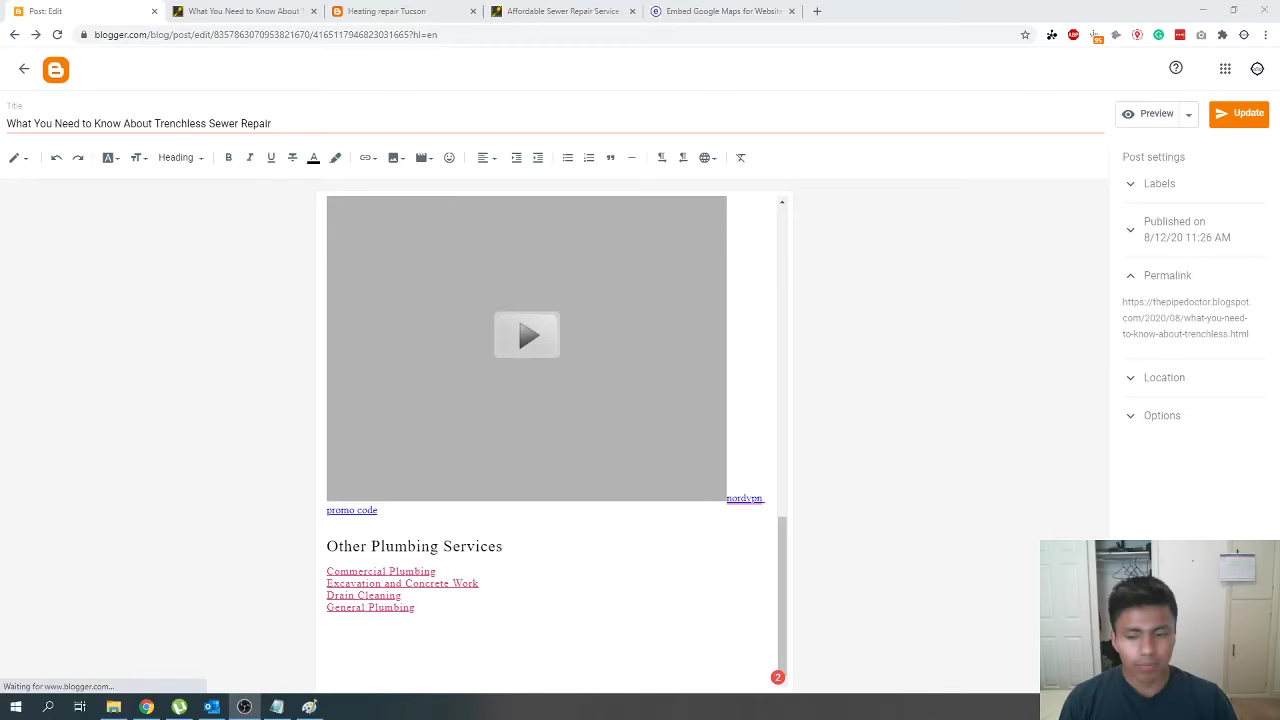 Post: Edit
What You Need to Know About T
Heating repair Tucson
Affordable Sewer Repair Service
Embed Google Maps for Website
blogger.com/blog/post/edit/8357863070953821670/4165117946823031665?hl=en
95
Title
What You Need to Know About Trenchless Sewer Repair
Preview
Update
Heading
Post settings
Labels
Published on
8/12/20 11:26 AM
Permalink
https://thepipedoctor.blogspot.
com/2020/08/what-you-need-
to-know-about-trenchless.html
Location
Options
nordvpn
promo code
Other Plumbing Services
Commercial Plumbing
Excavation and Concrete Work
Drain Cleaning
General Plumbing
2
Waiting for www.blogger.com...